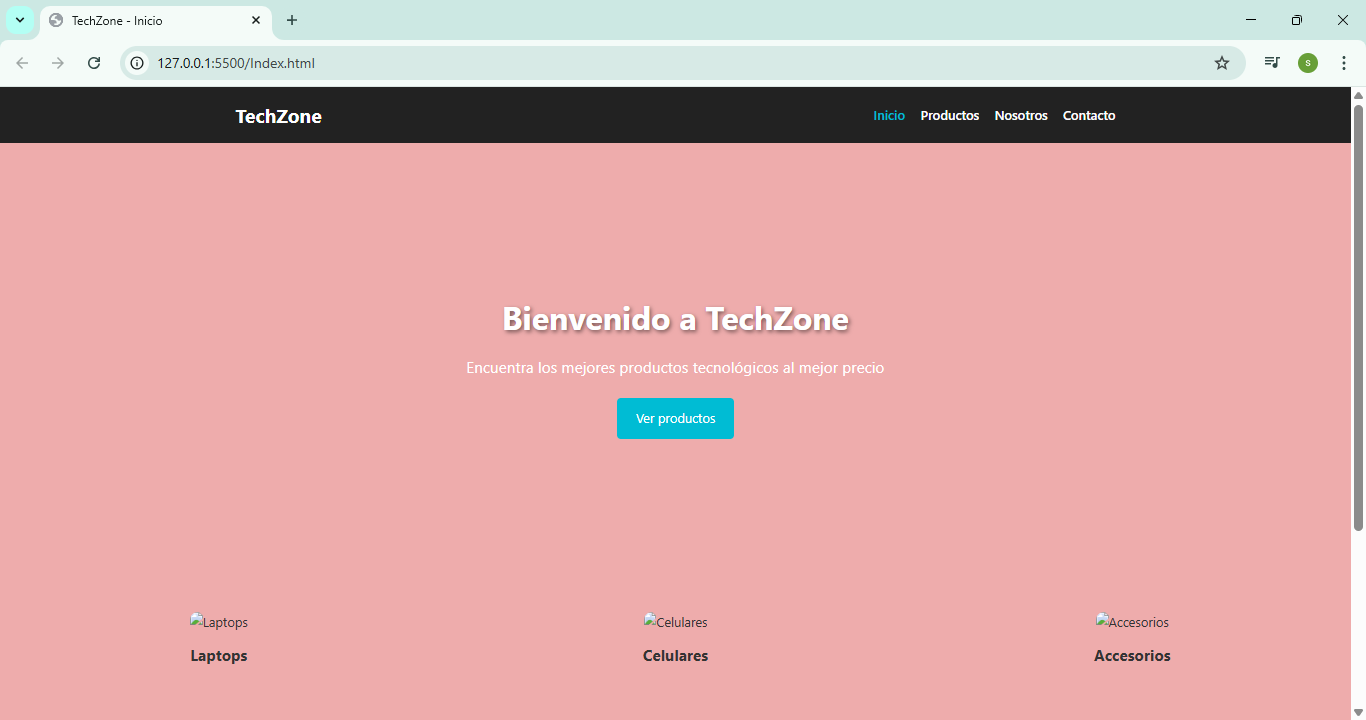 TechZone - Inicio
127.0.0.1:5500/Index.html
s
TechZone
Inicio Productos Nosotros Contacto
Bienvenido a TechZone
Encuentra los mejores productos tecnológicos al mejor precio
Ver productos
Laptops Celulares Accesorios
Laptops Celulares Accesorios